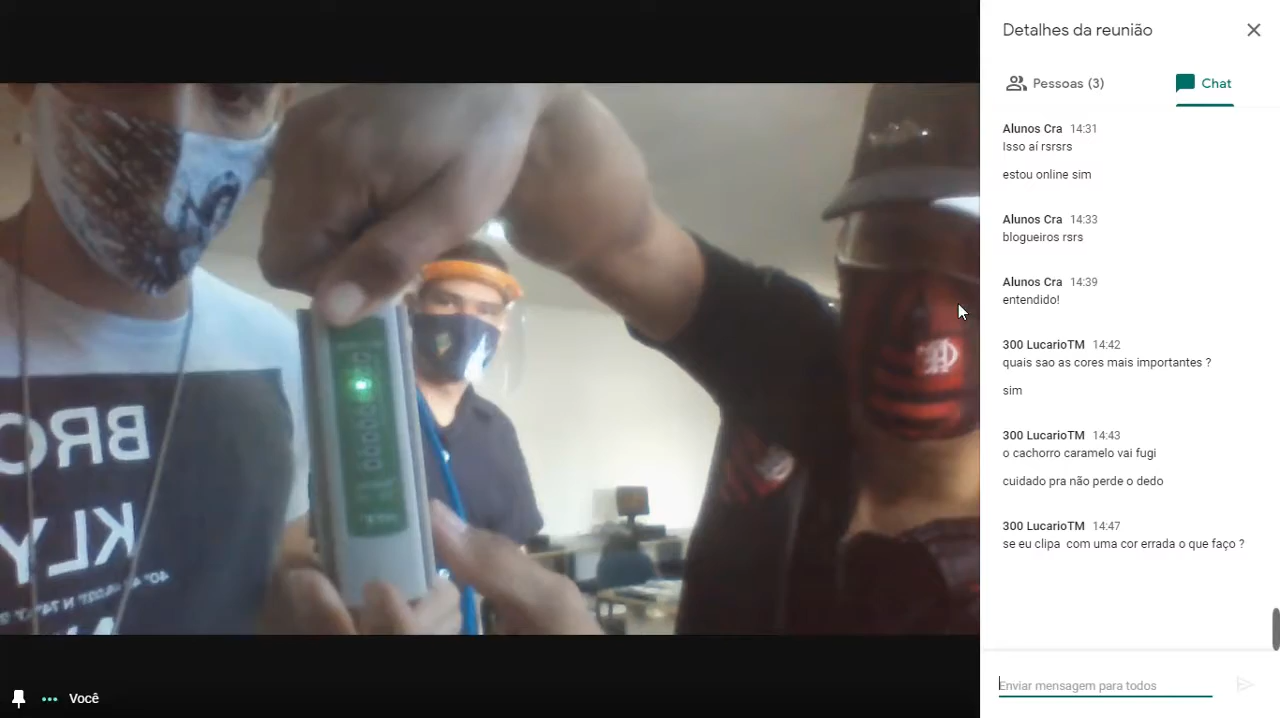 Detalhes da reunião
Pessoas (3)
Chat
Alunos Cra 14:31
Isso aí rsrsrs
estou online sim
Alunos Cra 14:33
blogueiros rsrs
Alunos Cra 14:39
entendido!
300 LucarioTM 14:42
quais sao as cores mais importantes ?
sim
300 LucarioTM 14:43
o cachorro caramelo vai fugi
cuidado pra não perde o dedo
300 LucarioTM 14:47
se eu clipa com uma cor errada o que faço ?
Enviar mensagem para todos
Você
BRO
KLY